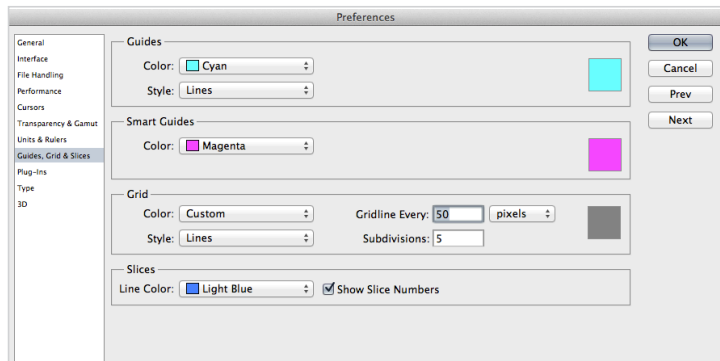 Preferences
General
Interface
File Handling
Performance
Cursors
Transparency & Gamut
Units & Rulers
Guides, Grid & Slices
Plug-Ins
Type
3D
Guides
Color: Cyan
Style: Lines
Smart Guides
Color: Magenta
Grid
Color: Custom Gridline Every: 50 pixels
Style: Lines Subdivisions: 5
Slices
Line Color: Light Blue Show Slice Numbers
OK
Cancel
Prev
Next